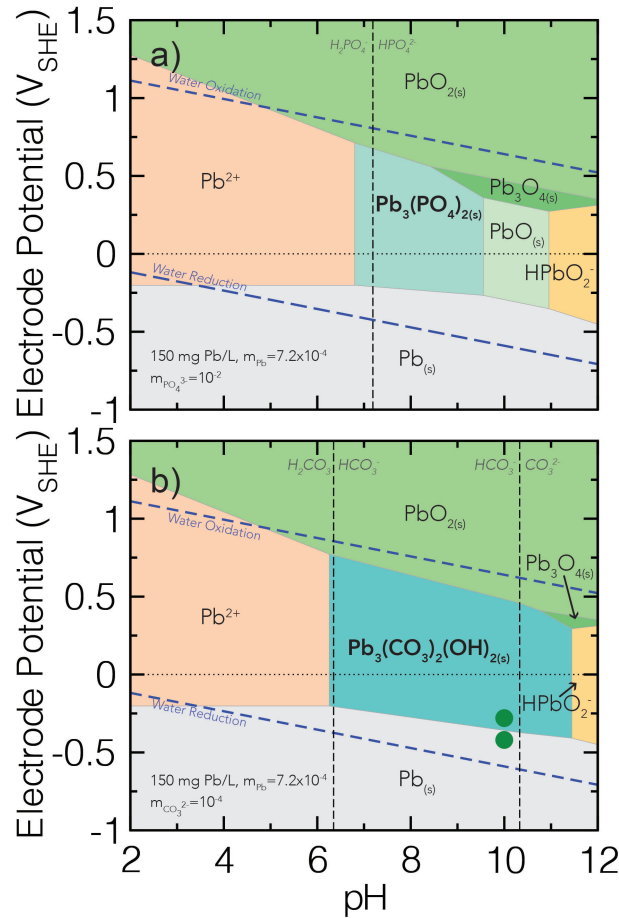 a)
H₂PO₄⁻ HPO₄²⁻
Water Oxidation
PbO₂(s)
Pb₃O₄(s)
Pb²⁺
Pb₃(PO₄)₂(s)
PbO(s)
HPbO₂⁻
Water Reduction
Pb(s)
150 mg Pb/L, mPb=7.2x10⁻⁴
mPO₄³⁻=10⁻²
Electrode Potential (V_SHE)
1.5
1
0.5
0
-0.5
-1
b)
H₂CO₃ HCO₃⁻
HCO₃⁻ CO₃²⁻
Water Oxidation
PbO₂(s)
Pb₃O₄(s)
Pb²⁺
Pb₃(CO₃)₂(OH)₂(s)
HPbO₂⁻
Water Reduction
Pb(s)
150 mg Pb/L, mPb=7.2x10⁻⁴
mCO₃²⁻=10⁻⁴
Electrode Potential (V_SHE)
1.5
1
0.5
0
-0.5
-1
2 4 6 8 10 12
pH